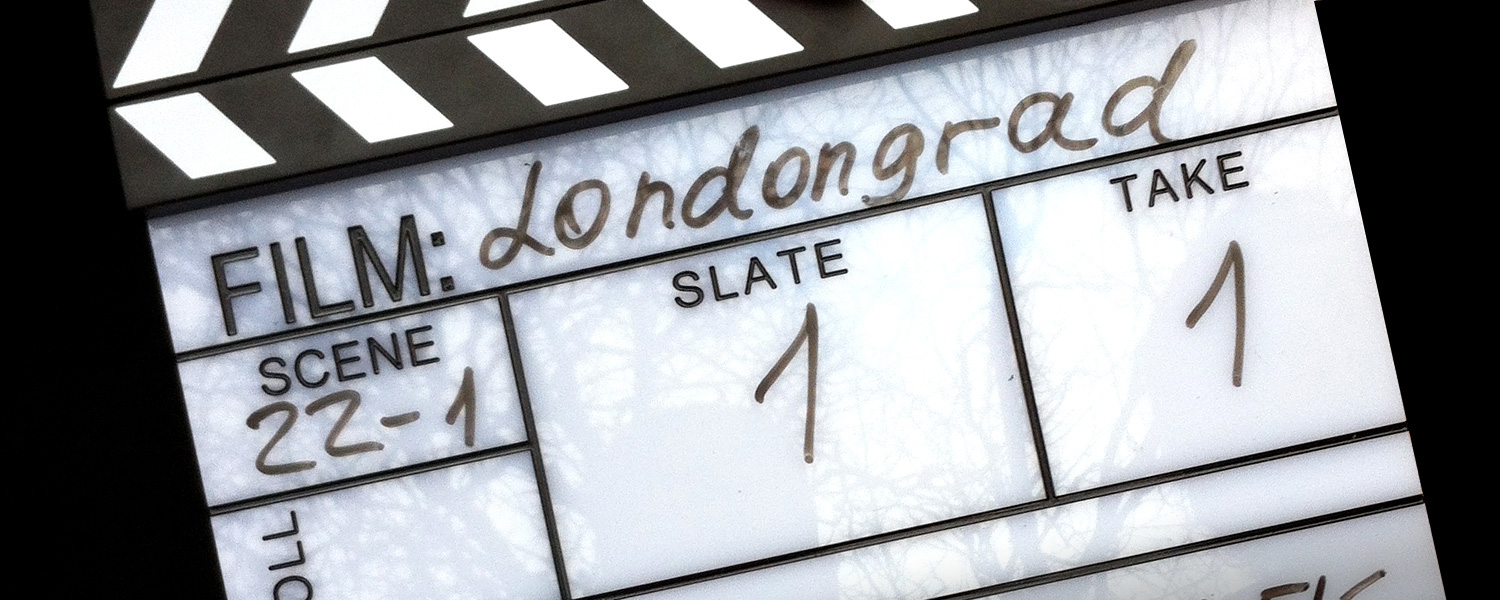 FILM: Londongrad
SCENE SLATE TAKE
22-1 1 1